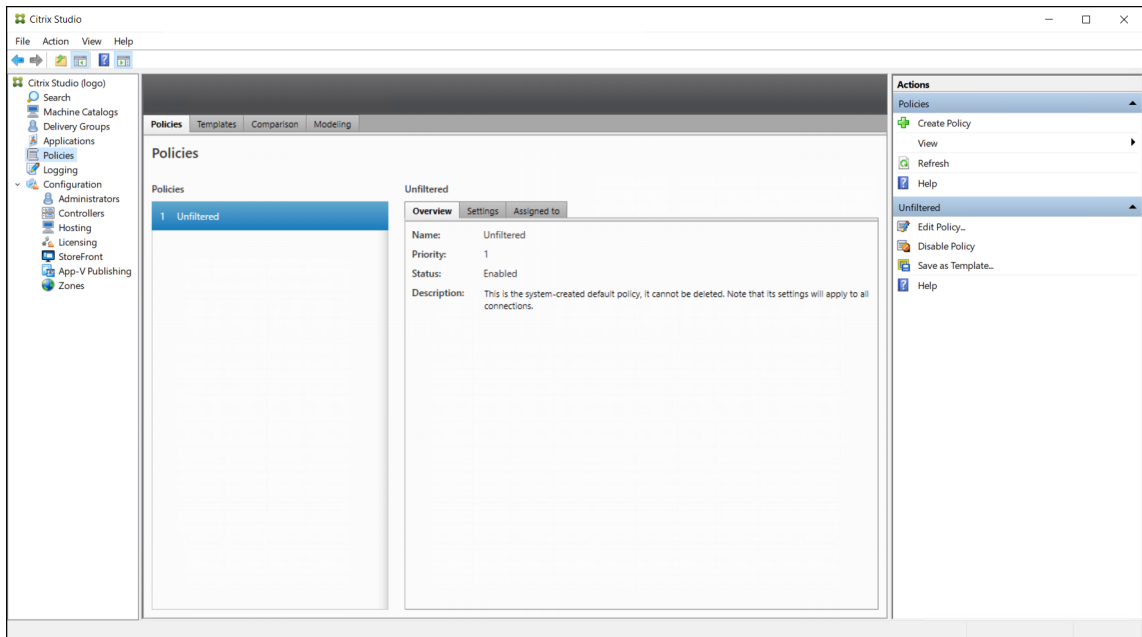 Citrix Studio
File Action View Help
Citrix Studio (logo)
Search
Machine Catalogs
Delivery Groups
Applications
Policies
Logging
Configuration
Administrators
Controllers
Hosting
Licensing
StoreFront
App-V Publishing
Zones
Policies Templates Comparison Modeling
Policies
Policies
1 Unfiltered
Unfiltered
Overview Settings Assigned to
Name: Unfiltered
Priority: 1
Status: Enabled
Description: This is the system-created default policy, it cannot be deleted. Note that its settings will apply to all
connections.
Actions
Policies
Create Policy
View
Refresh
Help
Unfiltered
Edit Policy...
Disable Policy
Save as Template...
Help